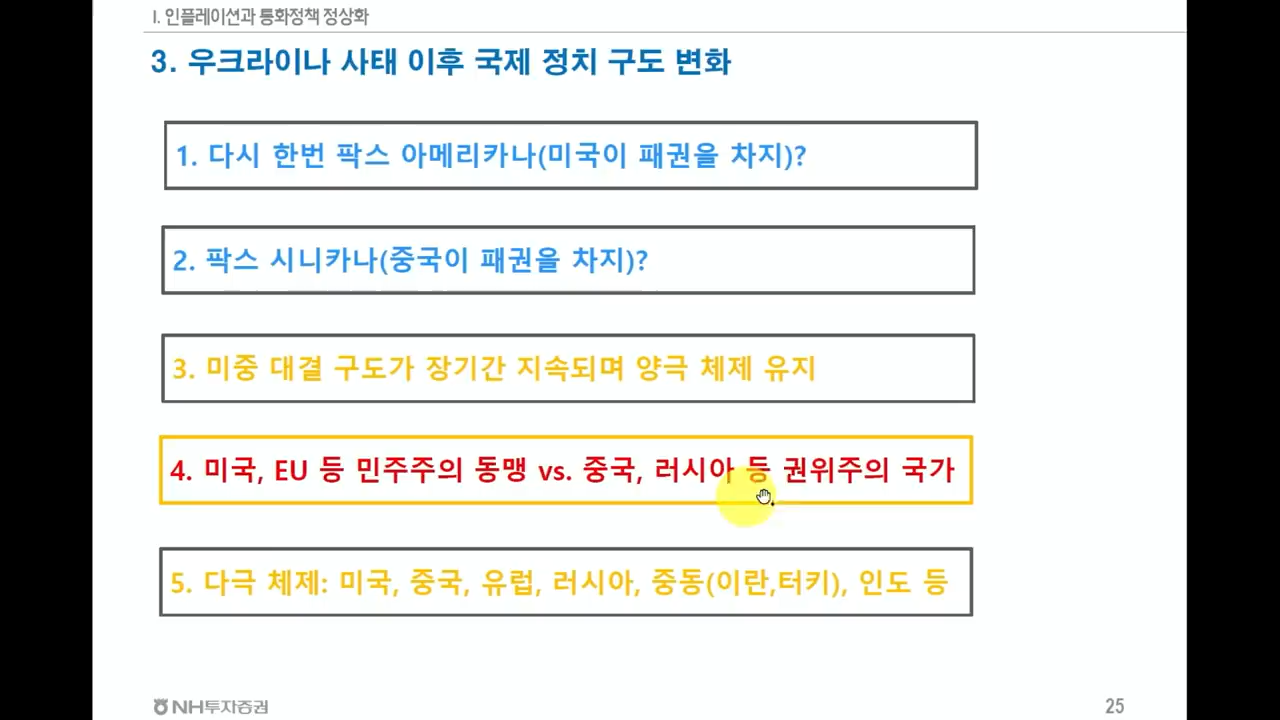 I. 인플레이션과 통화정책 정상화
3. 우크라이나 사태 이후 국제 정치 구도 변화
1. 다시 한번 팍스 아메리카나(미국이 패권을 차지)?
2. 팍스 시니카나(중국이 패권을 차지)?
3. 미중 대결 구도가 장기간 지속되며 양극 체제 유지
4. 미국, EU 등 민주주의 동맹 vs. 중국, 러시아 등 권위주의 국가
5. 다극 체제: 미국, 중국, 유럽, 러시아, 중동(이란,터키), 인도 등
NH투자증권
25